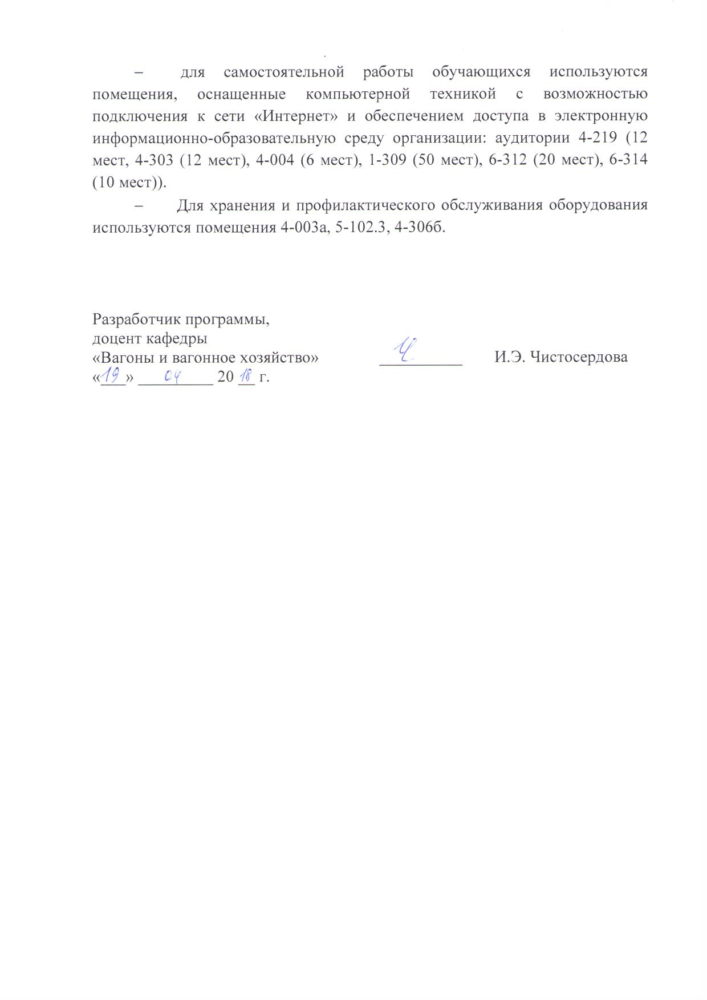 – для самостоятельной работы обучающихся используются
помещения, оснащенные компьютерной техникой с возможностью
подключения к сети «Интернет» и обеспечением доступа в электронную
информационно-образовательную среду организации: аудитории 4-219 (12
мест, 4-303 (12 мест), 4-004 (6 мест), 1-309 (50 мест), 6-312 (20 мест), 6-314
(10 мест)).
– Для хранения и профилактического обслуживания оборудования
используются помещения 4-003а, 5-102.3, 4-306б.
Разработчик программы,
доцент кафедры
«Вагоны и вагонное хозяйство» __________ И.Э. Чистосердова
«19» 04 20 18 г.